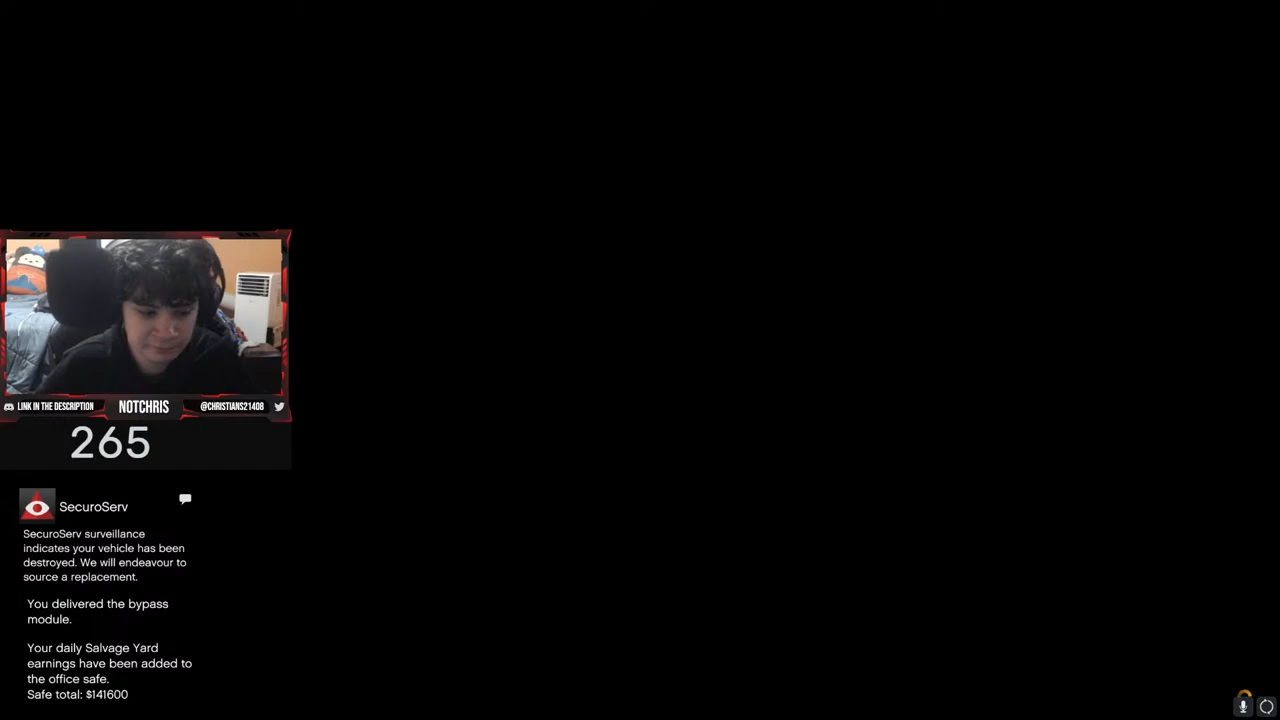 LINK IN THE DESCRIPTION
NOTCHRIS
@CHRISTIANS21408
265
SecuroServ
SecuroServ surveillance
indicates your vehicle has been
destroyed. We will endeavour to
source a replacement.
You delivered the bypass
module.
Your daily Salvage Yard
earnings have been added to
the office safe.
Safe total: $141600